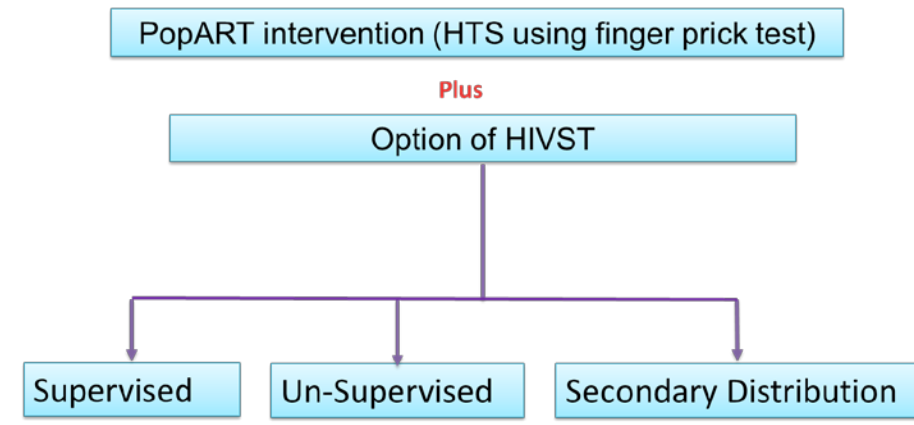 PopART intervention (HTS using finger prick test)
Plus
Option of HIVST
Supervised
Un-Supervised
Secondary Distribution